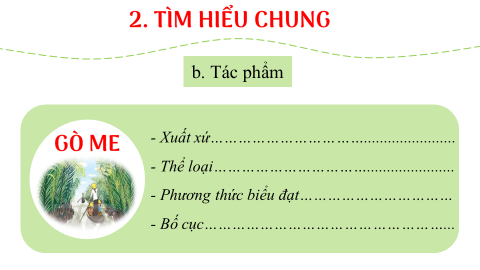 2. TÌM HIỂU CHUNG
b. Tác phẩm
GÒ ME
- Xuất xứ……………………………....................
- Thể loại…………………………….....................
- Phương thức biểu đạt……………………………
- Bố cục……………………………………………....